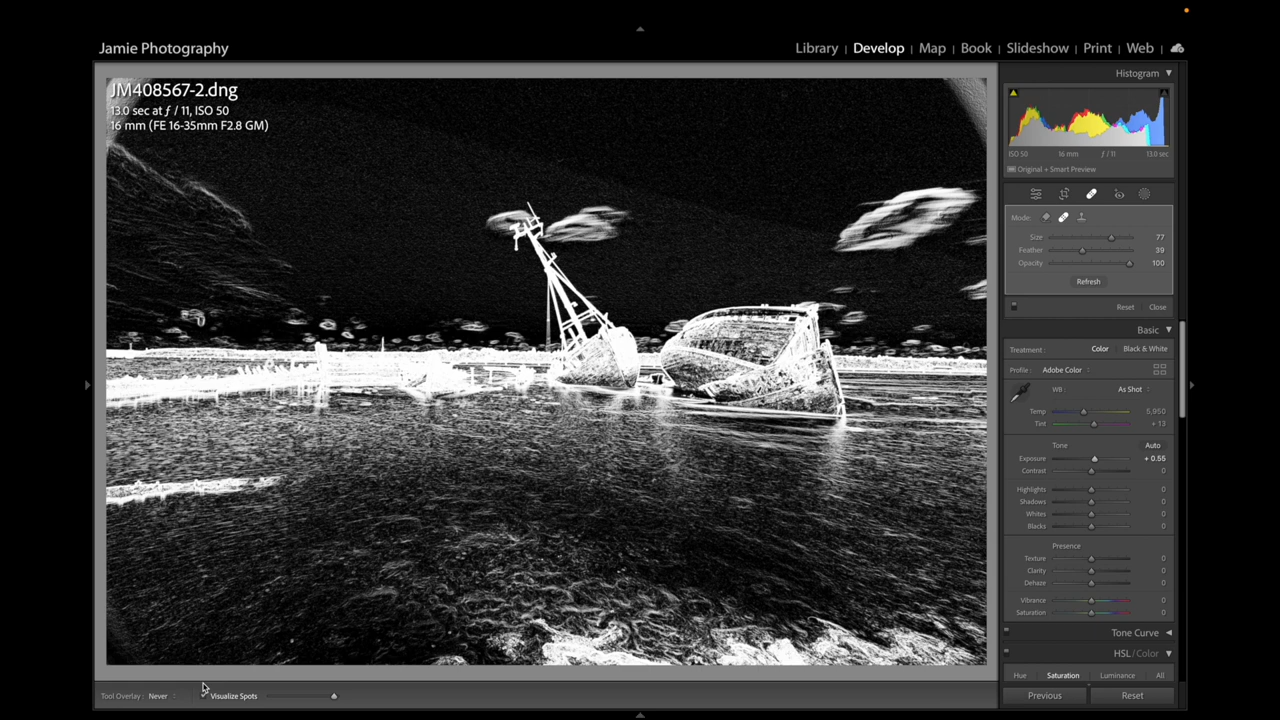 Jamie Photography
Library | Develop | Map | Book | Slideshow | Print | Web
JM408567-2.dng
13.0 sec at ƒ / 11, ISO 50
16 mm (FE 16-35mm F2.8 GM)
Histogram
ISO 50 16 mm ƒ / 11 13.0 sec
Original + Smart Preview
Mode:
Size 77
Feather 39
Opacity 100
Refresh
Reset Close
Basic
Treatment: Color Black & White
Profile: Adobe Color
WB: As Shot
Temp 5,950
Tint + 13
Tone Auto
Exposure + 0.55
Contrast 0
Highlights 0
Shadows 0
Whites 0
Blacks 0
Presence
Texture 0
Clarity 0
Dehaze 0
Vibrance 0
Saturation 0
Tone Curve
HSL / Color
Hue Saturation Luminance All
Tool Overlay: Never Visualize Spots
Previous Reset